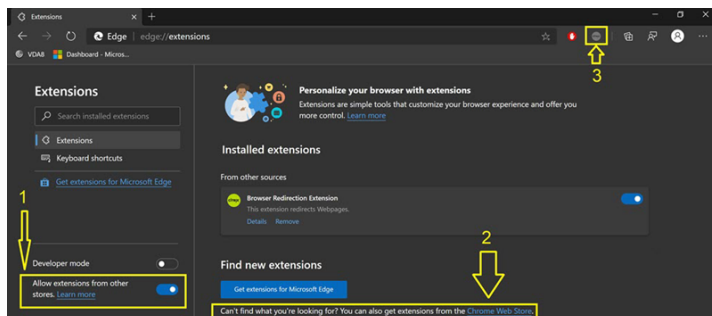 Extensions
Edge | edge://extensions
VDA8 Dashboard - Micros...
3
Extensions
Search installed extensions
Extensions
Keyboard shortcuts
Get extensions for Microsoft Edge
1
Developer mode
Allow extensions from other
stores. Learn more
Personalize your browser with extensions
Extensions are simple tools that customize your browser experience and offer you
more control. Learn more
Installed extensions
From other sources
citrix
Browser Redirection Extension
This extension redirects Webpages.
Details Remove
2
Find new extensions
Get extensions for Microsoft Edge
Can't find what you're looking for? You can also get extensions from the Chrome Web Store.